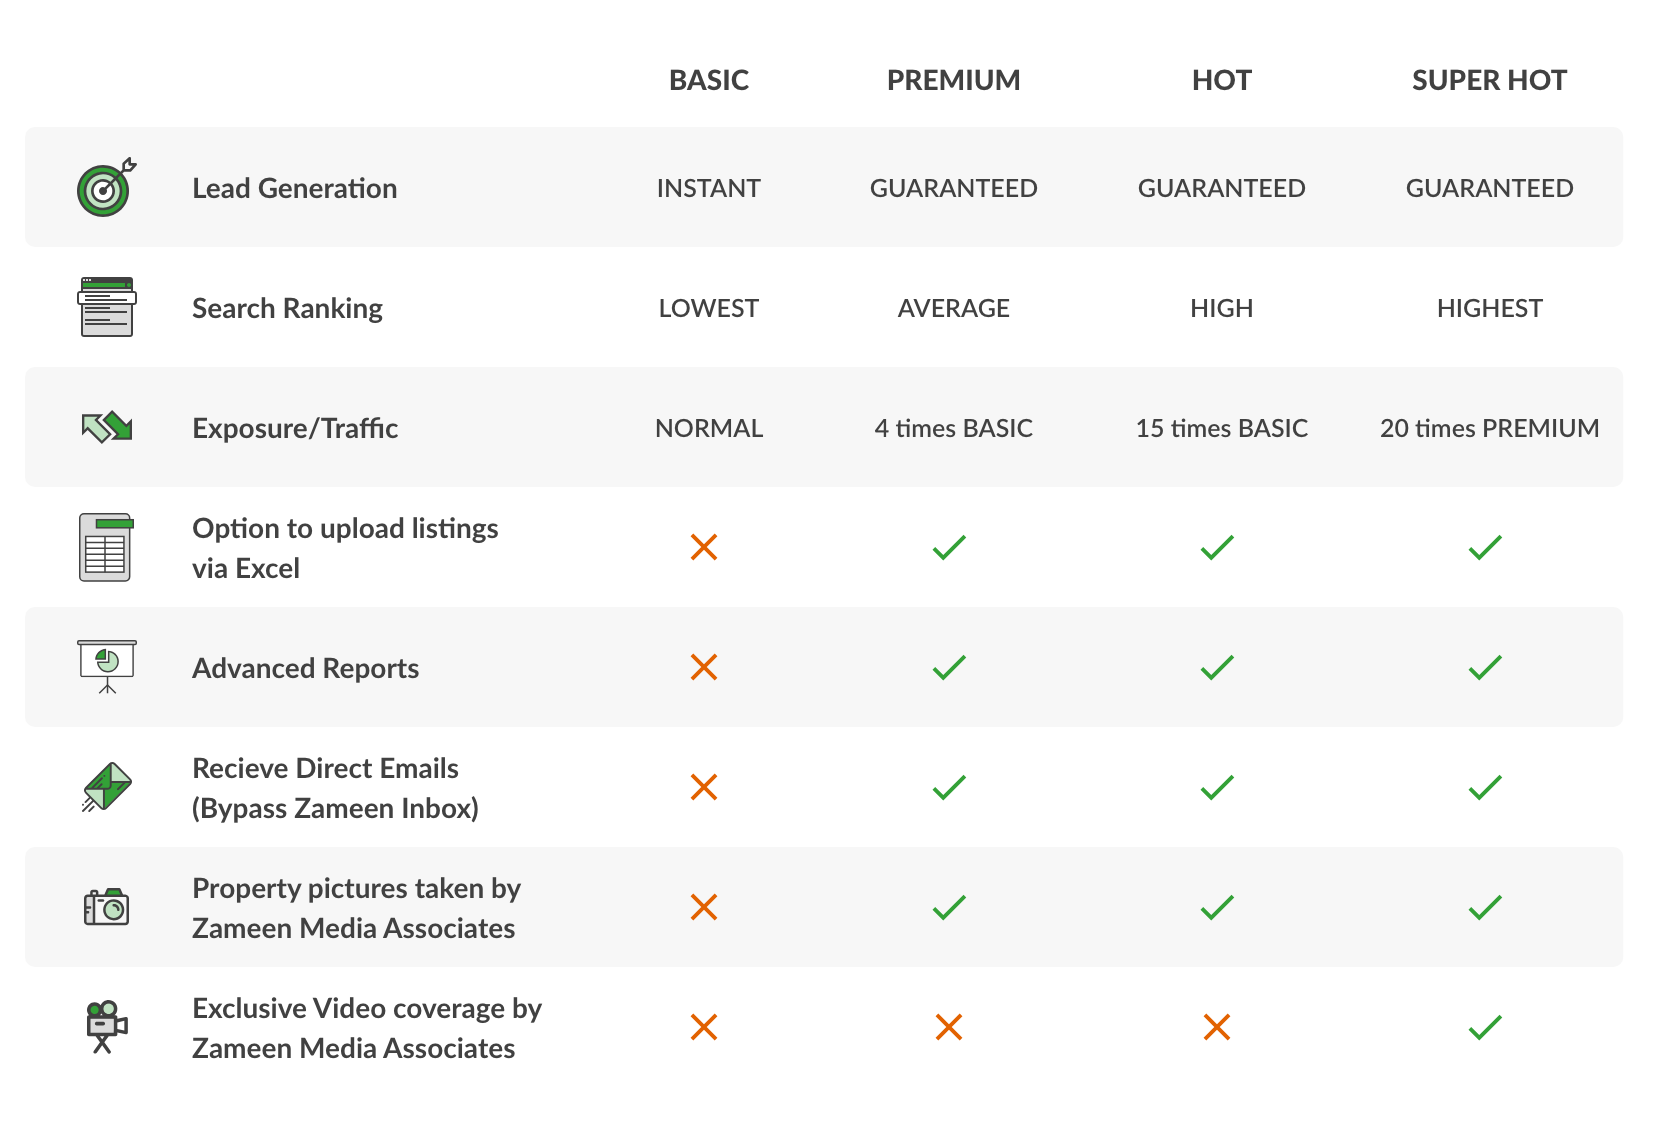 BASIC PREMIUM HOT SUPER HOT
Lead Generation INSTANT GUARANTEED GUARANTEED GUARANTEED
Search Ranking LOWEST AVERAGE HIGH HIGHEST
Exposure/Traffic NORMAL 4 times BASIC 15 times BASIC 20 times PREMIUM
Option to upload listings
via Excel
Advanced Reports
Recieve Direct Emails
(Bypass Zameen Inbox)
Property pictures taken by
Zameen Media Associates
Exclusive Video coverage by
Zameen Media Associates